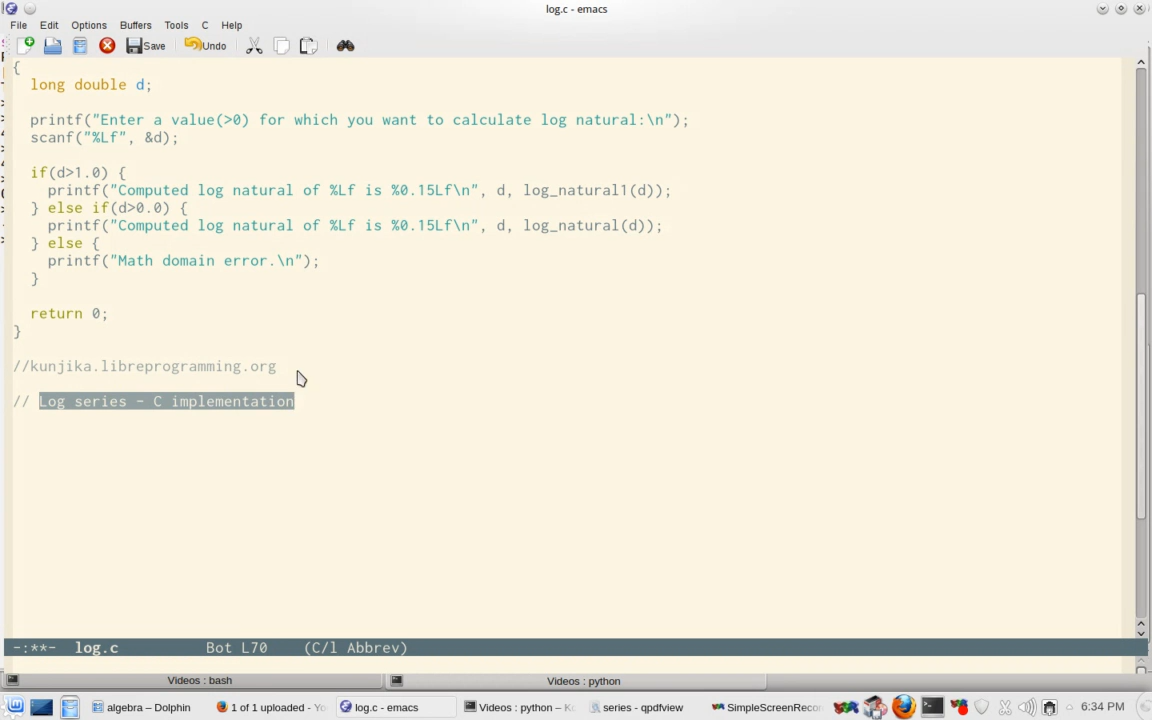 log.c - emacs
File Edit Options Buffers Tools C Help
Save Undo
{
long double d;
printf("Enter a value(>0) for which you want to calculate log natural:\n");
scanf("%Lf", &d);
if(d>1.0) {
printf("Computed log natural of %Lf is %0.15Lf\n", d, log_natural1(d));
} else if(d>0.0) {
printf("Computed log natural of %Lf is %0.15Lf\n", d, log_natural(d));
} else {
printf("Math domain error.\n");
}
return 0;
}
//kunjika.libreprogramming.org
// Log series - C implementation
-:**- log.c Bot L70 (C/l Abbrev)
Videos : bash Videos : python
algebra – Dolphin 1 of 1 uploaded - Yo log.c - emacs Videos : python – Ko series - qpdfview SimpleScreenReco 6:34 PM